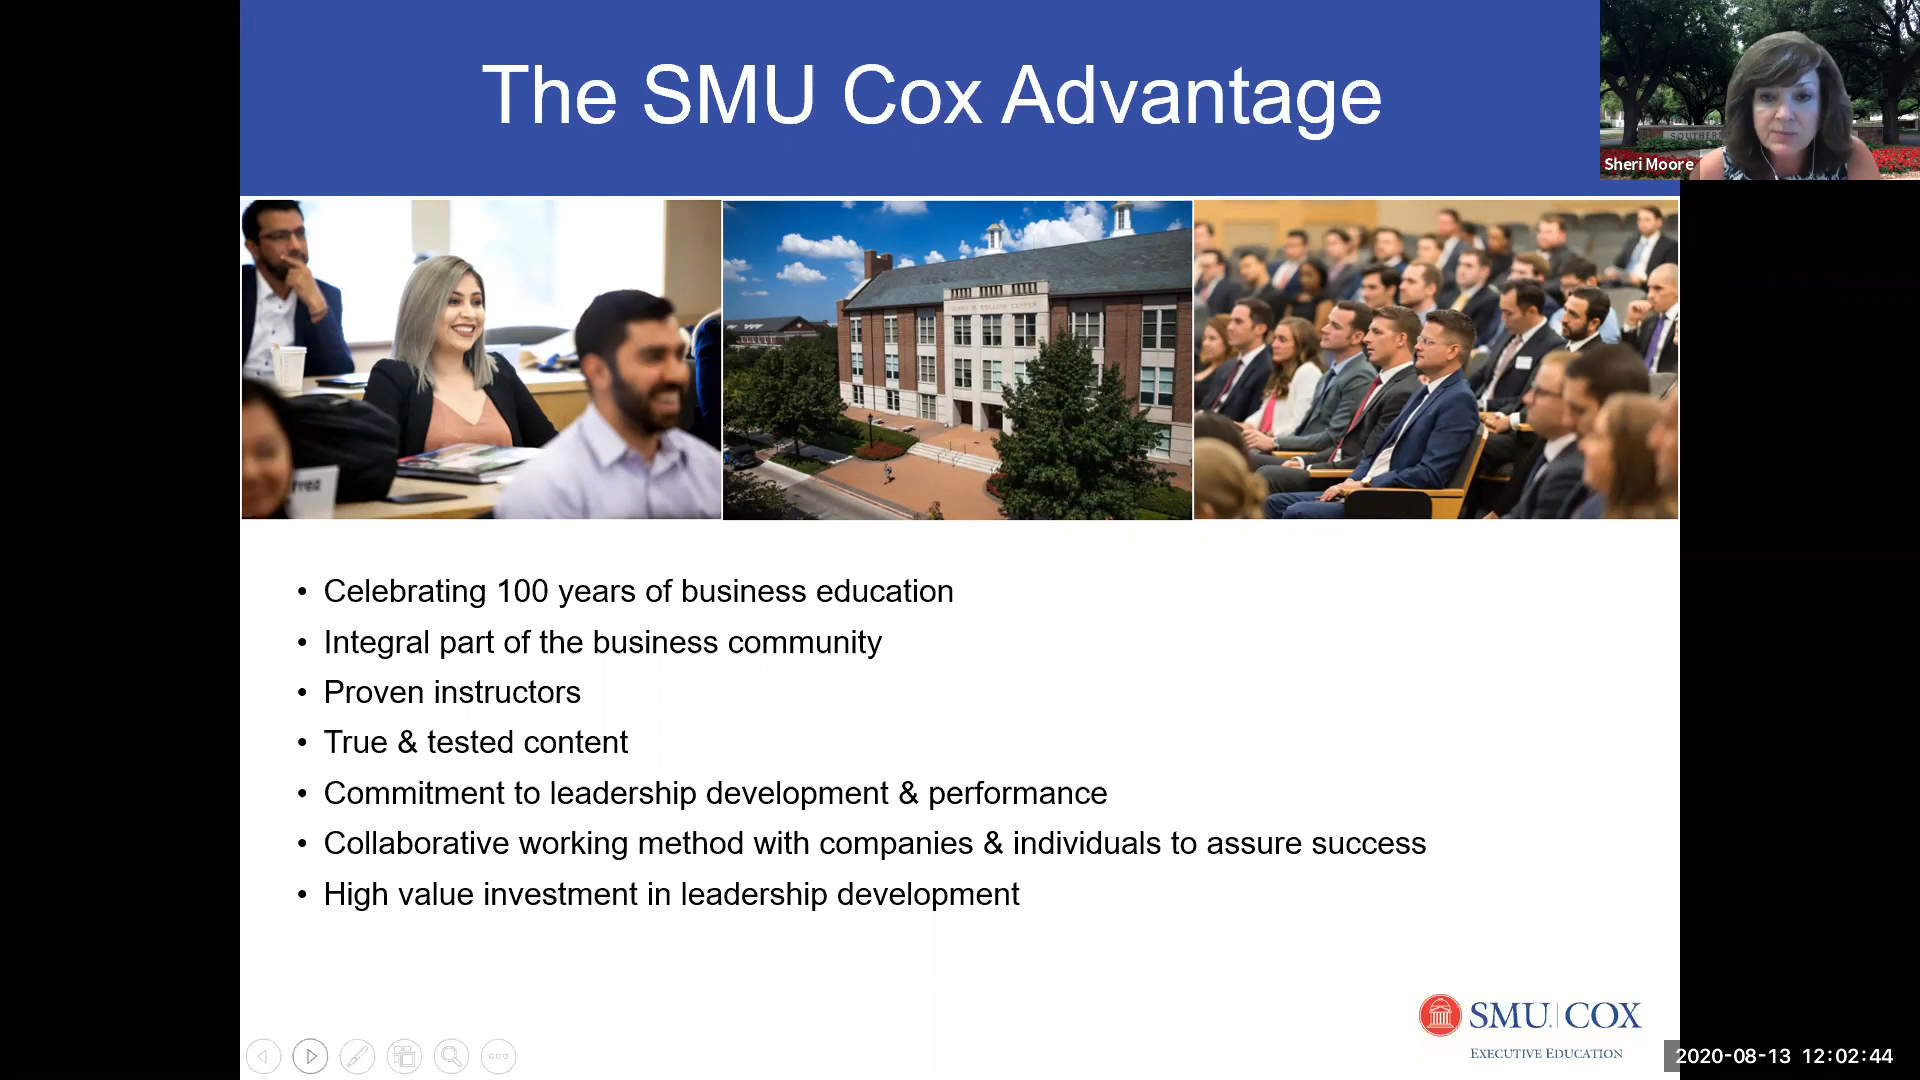 The SMU Cox Advantage
SOUTHER
Sheri Moore
• Celebrating 100 years of business education
• Integral part of the business community
• Proven instructors
• True & tested content
• Commitment to leadership development & performance
• Collaborative working method with companies & individuals to assure success
• High value investment in leadership development
SMU COX
EXECUTIVE EDUCATION
2020-08-13 12:02:44